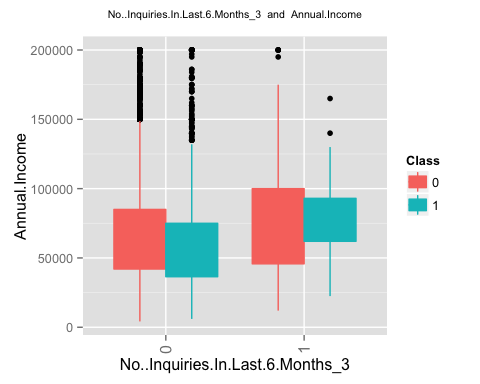 No..Inquiries.In.Last.6.Months_3 and Annual.Income
200000
150000
100000
50000
0
Annual.Income
0
1
No..Inquiries.In.Last.6.Months_3
Class
0
1